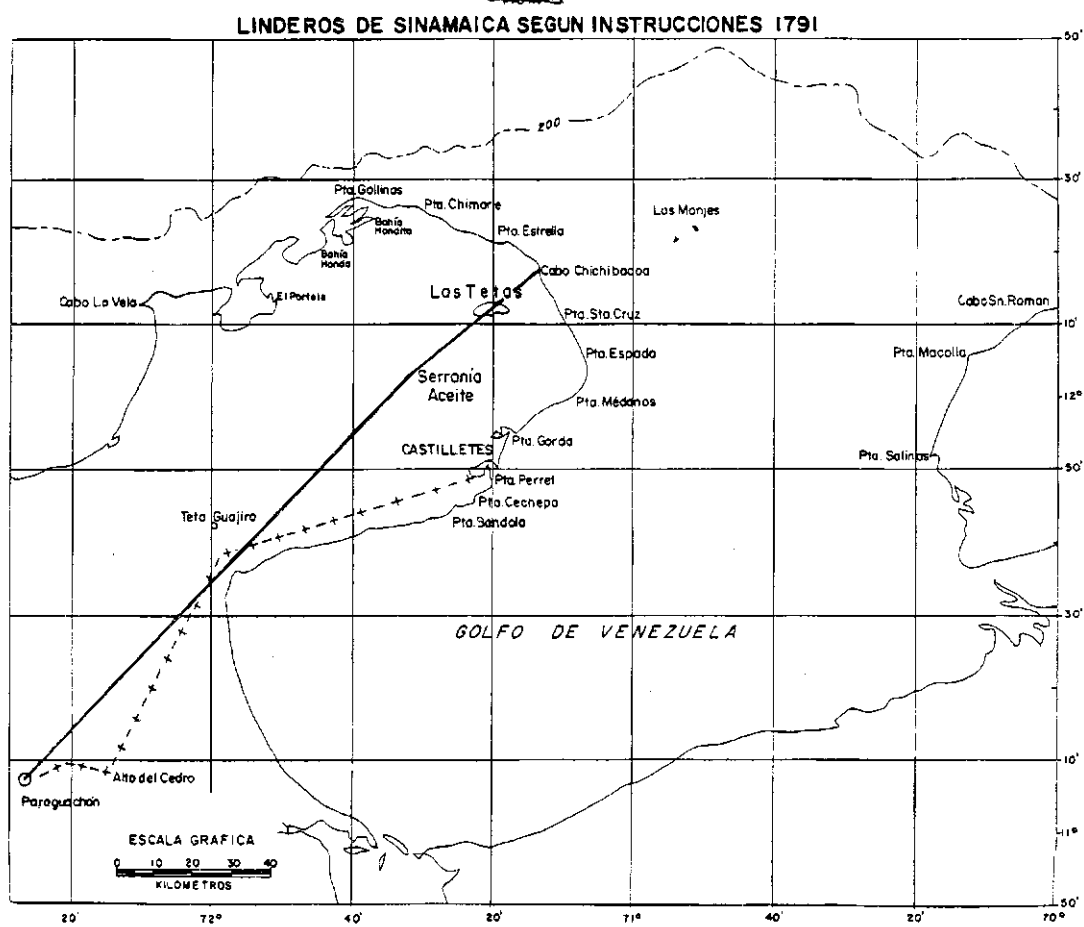 LINDEROS DE SINAMAICA SEGUN INSTRUCCIONES 1791
50'
200
30'
Pta. Gallinas
Pta. Chimare
Los Monjes
Bahía
Hondita
Pta. Estrella
Bahía
Honda
Cabo Chichibacoa
Las Tetas
El Portete
Cabo La Vela
Cabo Sn. Roman
Pta. Sta. Cruz
10'
Pta. Espada
Pta. Macolla
Serranía
Aceite
12°
Pta. Médanos
Pta. Gorda
CASTILLETES
Pta. Salinas
50'
Pta. Perret
Pta. Cechepa
Teta Guajiro
Pta. Bandola
30'
GOLFO DE VENEZUELA
10'
Alto del Cedro
Paraguachón
ESCALA GRAFICA
11°
0 10 20 30 40
KILOMETROS
50'
20' 72° 40' 20' 71° 40' 20' 70°